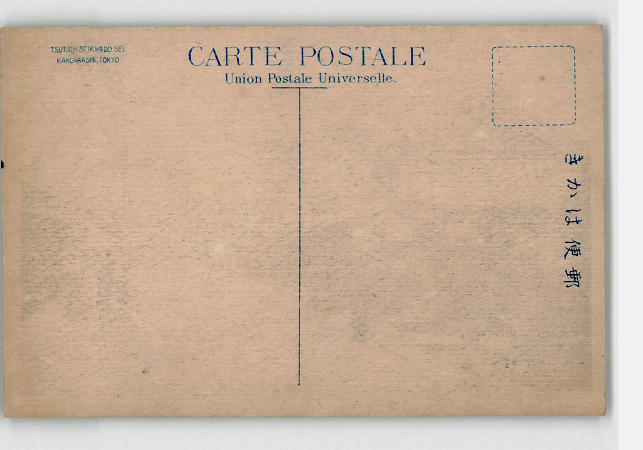 TSUTSUI SEIKWADO SEI.
KANDABASHI, TOKYO
CARTE POSTALE
Union Postale Universelle.
きかは便郵